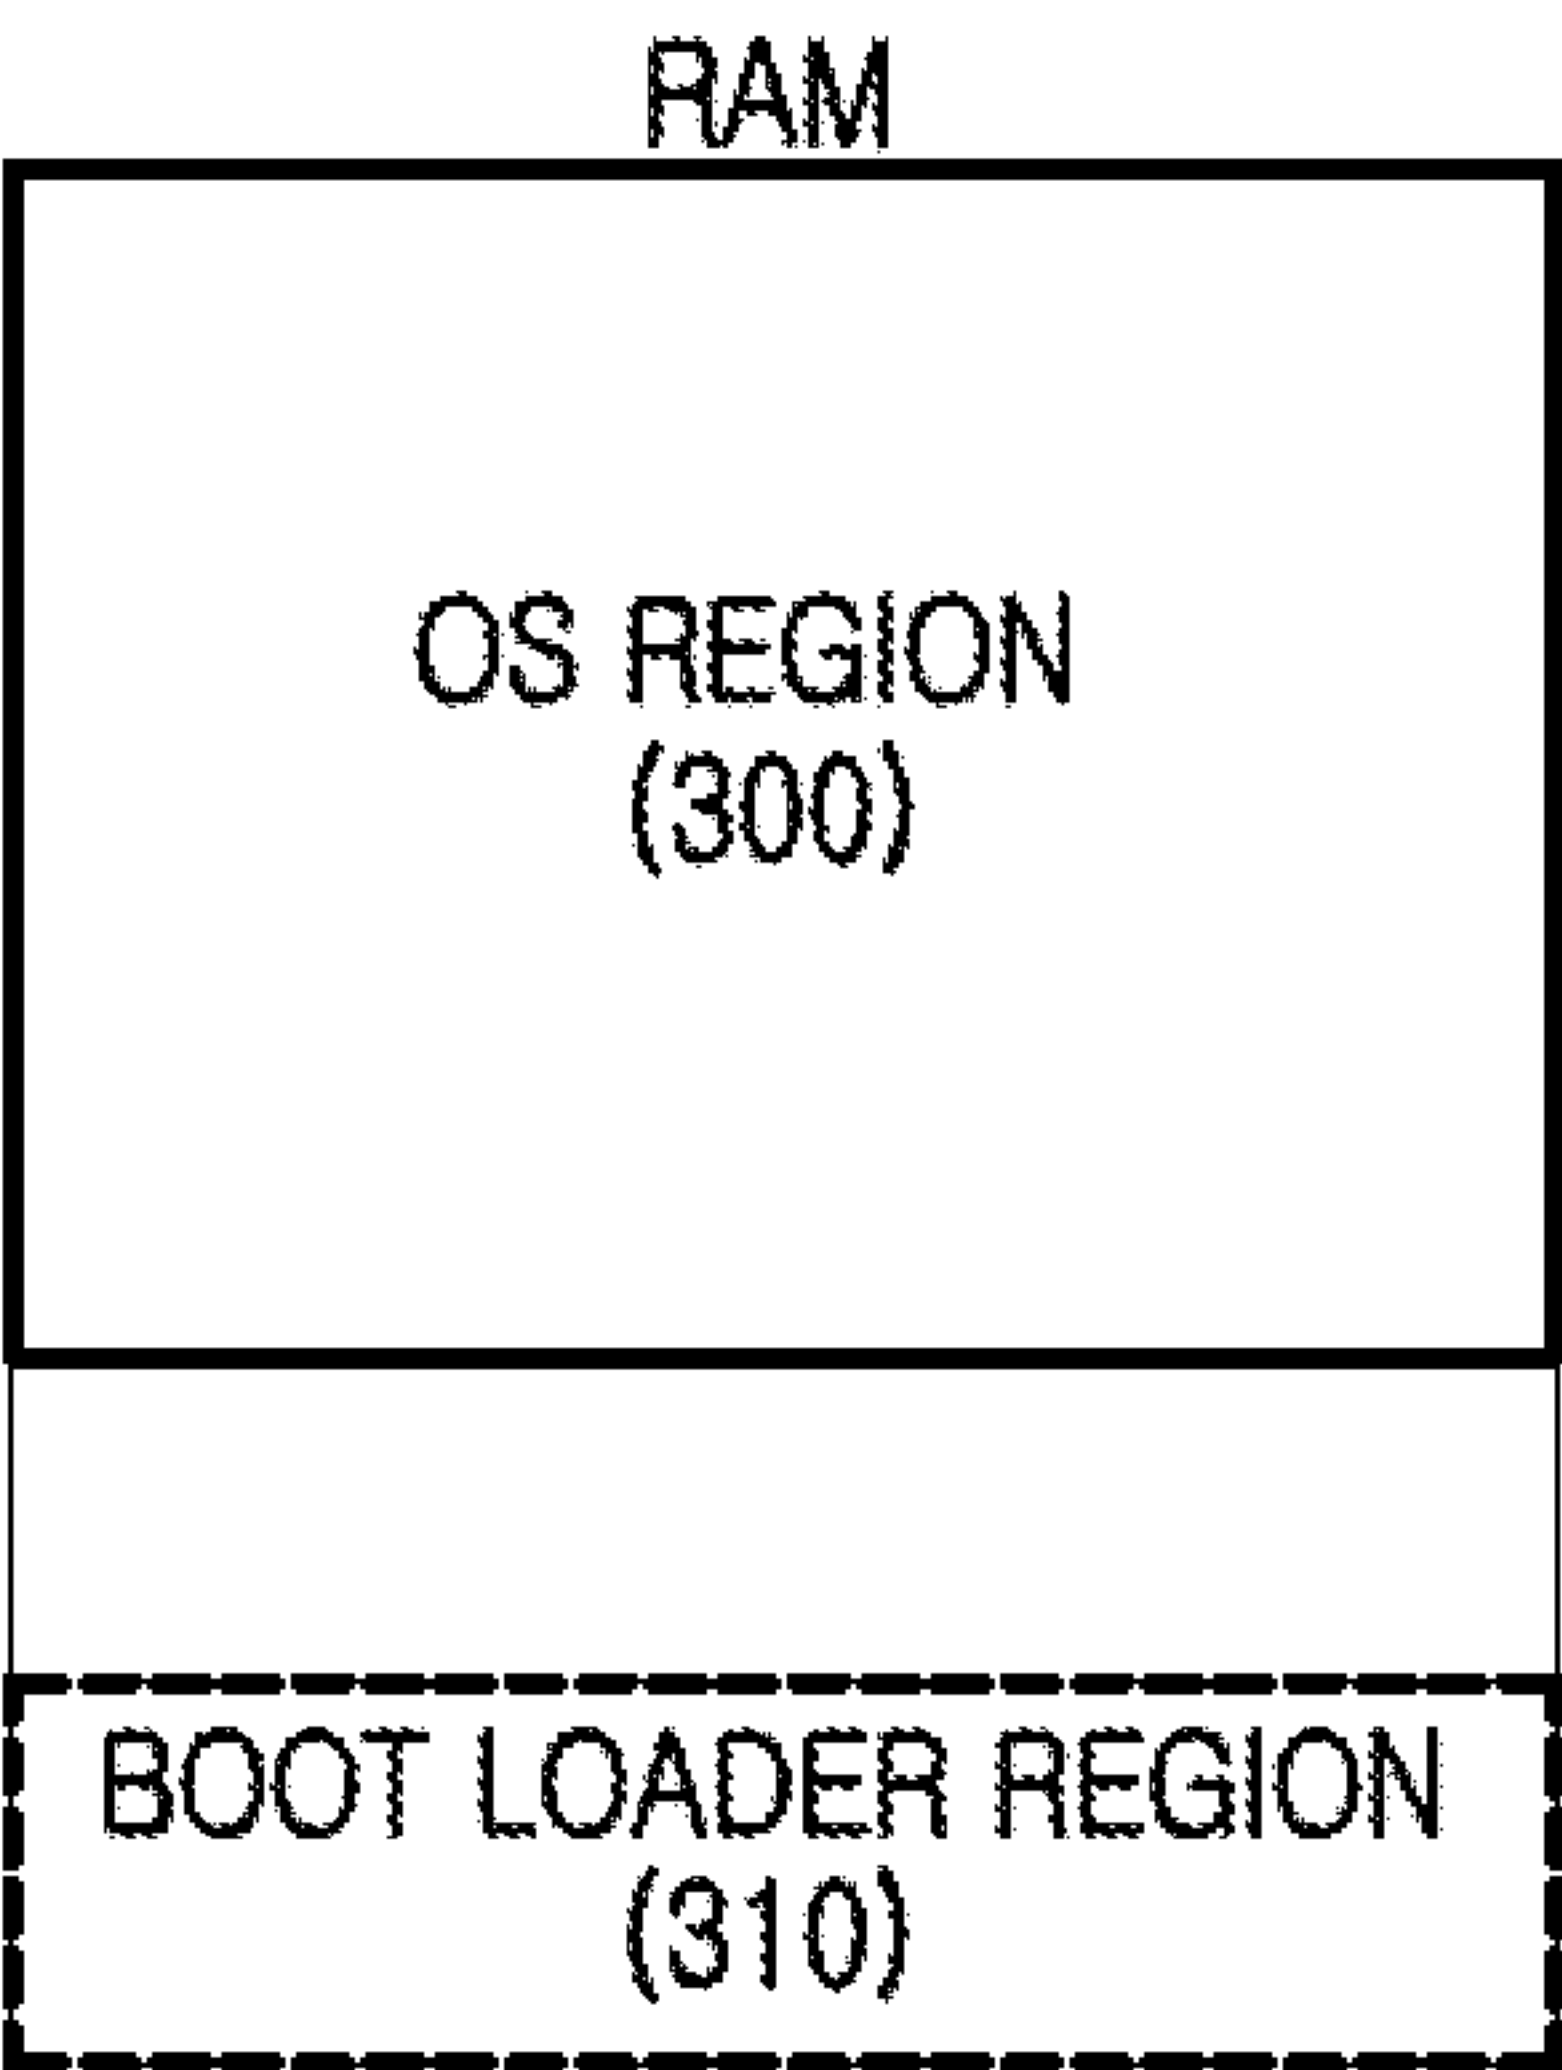 RAM
OS REGION
(300)
BOOT LOADER REGION
(310)